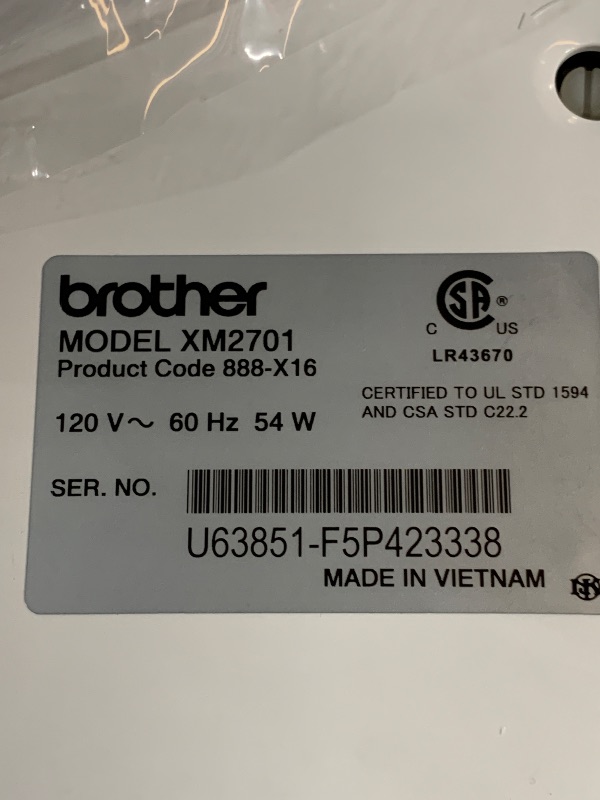 brother
MODEL XM2701
Product Code 888-X16
120 V～ 60 Hz 54 W
CSA®
C US
LR43670
CERTIFIED TO UL STD 1594
AND CSA STD C22.2
SER. NO.
U63851-F5P423338
MADE IN VIETNAM